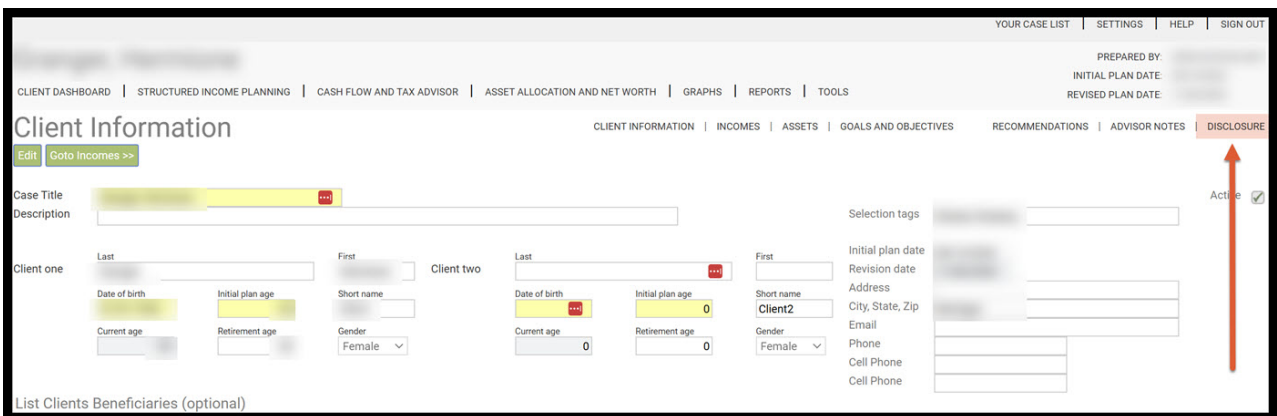 YOUR CASE LIST | SETTINGS | HELP | SIGN OUT
PREPARED BY:
INITIAL PLAN DATE:
REVISED PLAN DATE:
CLIENT DASHBOARD | STRUCTURED INCOME PLANNING | CASH FLOW AND TAX ADVISOR | ASSET ALLOCATION AND NET WORTH | GRAPHS | REPORTS | TOOLS
Client Information
CLIENT INFORMATION | INCOMES | ASSETS | GOALS AND OBJECTIVES RECOMMENDATIONS | ADVISOR NOTES | DISCLOSURE
Edit Goto Incomes >>
Case Title
Active
Description
Selection tags
Last First Last First
Client one Client two
Initial plan date
Revision date
Date of birth Initial plan age Short name Date of birth Initial plan age Short name
Address
0 Client2
City, State, Zip
Current age Retirement age Gender Current age Retirement age Gender
Email
Female 0 0 Female
Phone
Cell Phone
Cell Phone
List Clients Beneficiaries (optional)